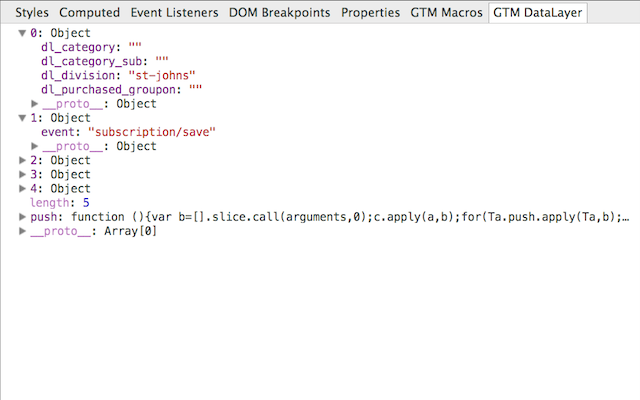 Styles Computed Event Listeners DOM Breakpoints Properties GTM Macros GTM DataLayer
▼0: Object
dl_category: ""
dl_category_sub: ""
dl_division: "st-johns"
dl_purchased_groupon: ""
▶__proto__: Object
▼1: Object
event: "subscription/save"
▶__proto__: Object
▶2: Object
▶3: Object
▶4: Object
length: 5
▶push: function (){var b=[].slice.call(arguments,0);c.apply(a,b);for(Ta.push.apply(Ta,b);…
▶__proto__: Array[0]